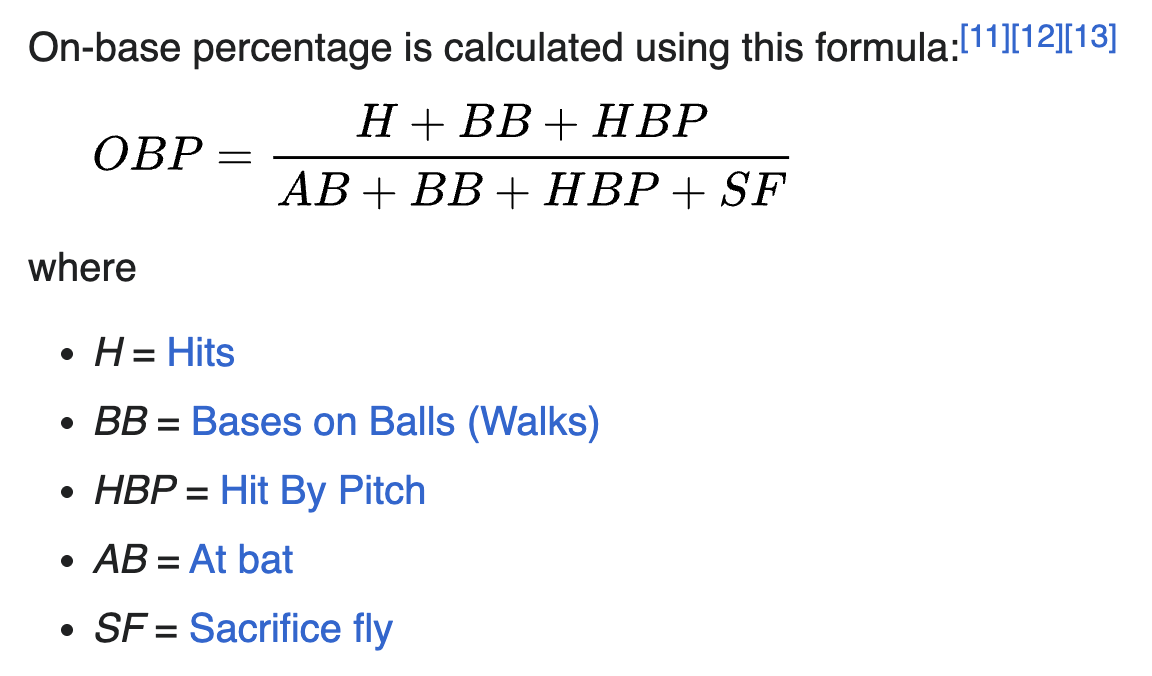 On-base percentage is calculated using this formula:[11][12][13]
OBP = \frac{H + BB + HBP}{AB + BB + HBP + SF}
where
• H = Hits
• BB = Bases on Balls (Walks)
• HBP = Hit By Pitch
• AB = At bat
• SF = Sacrifice fly